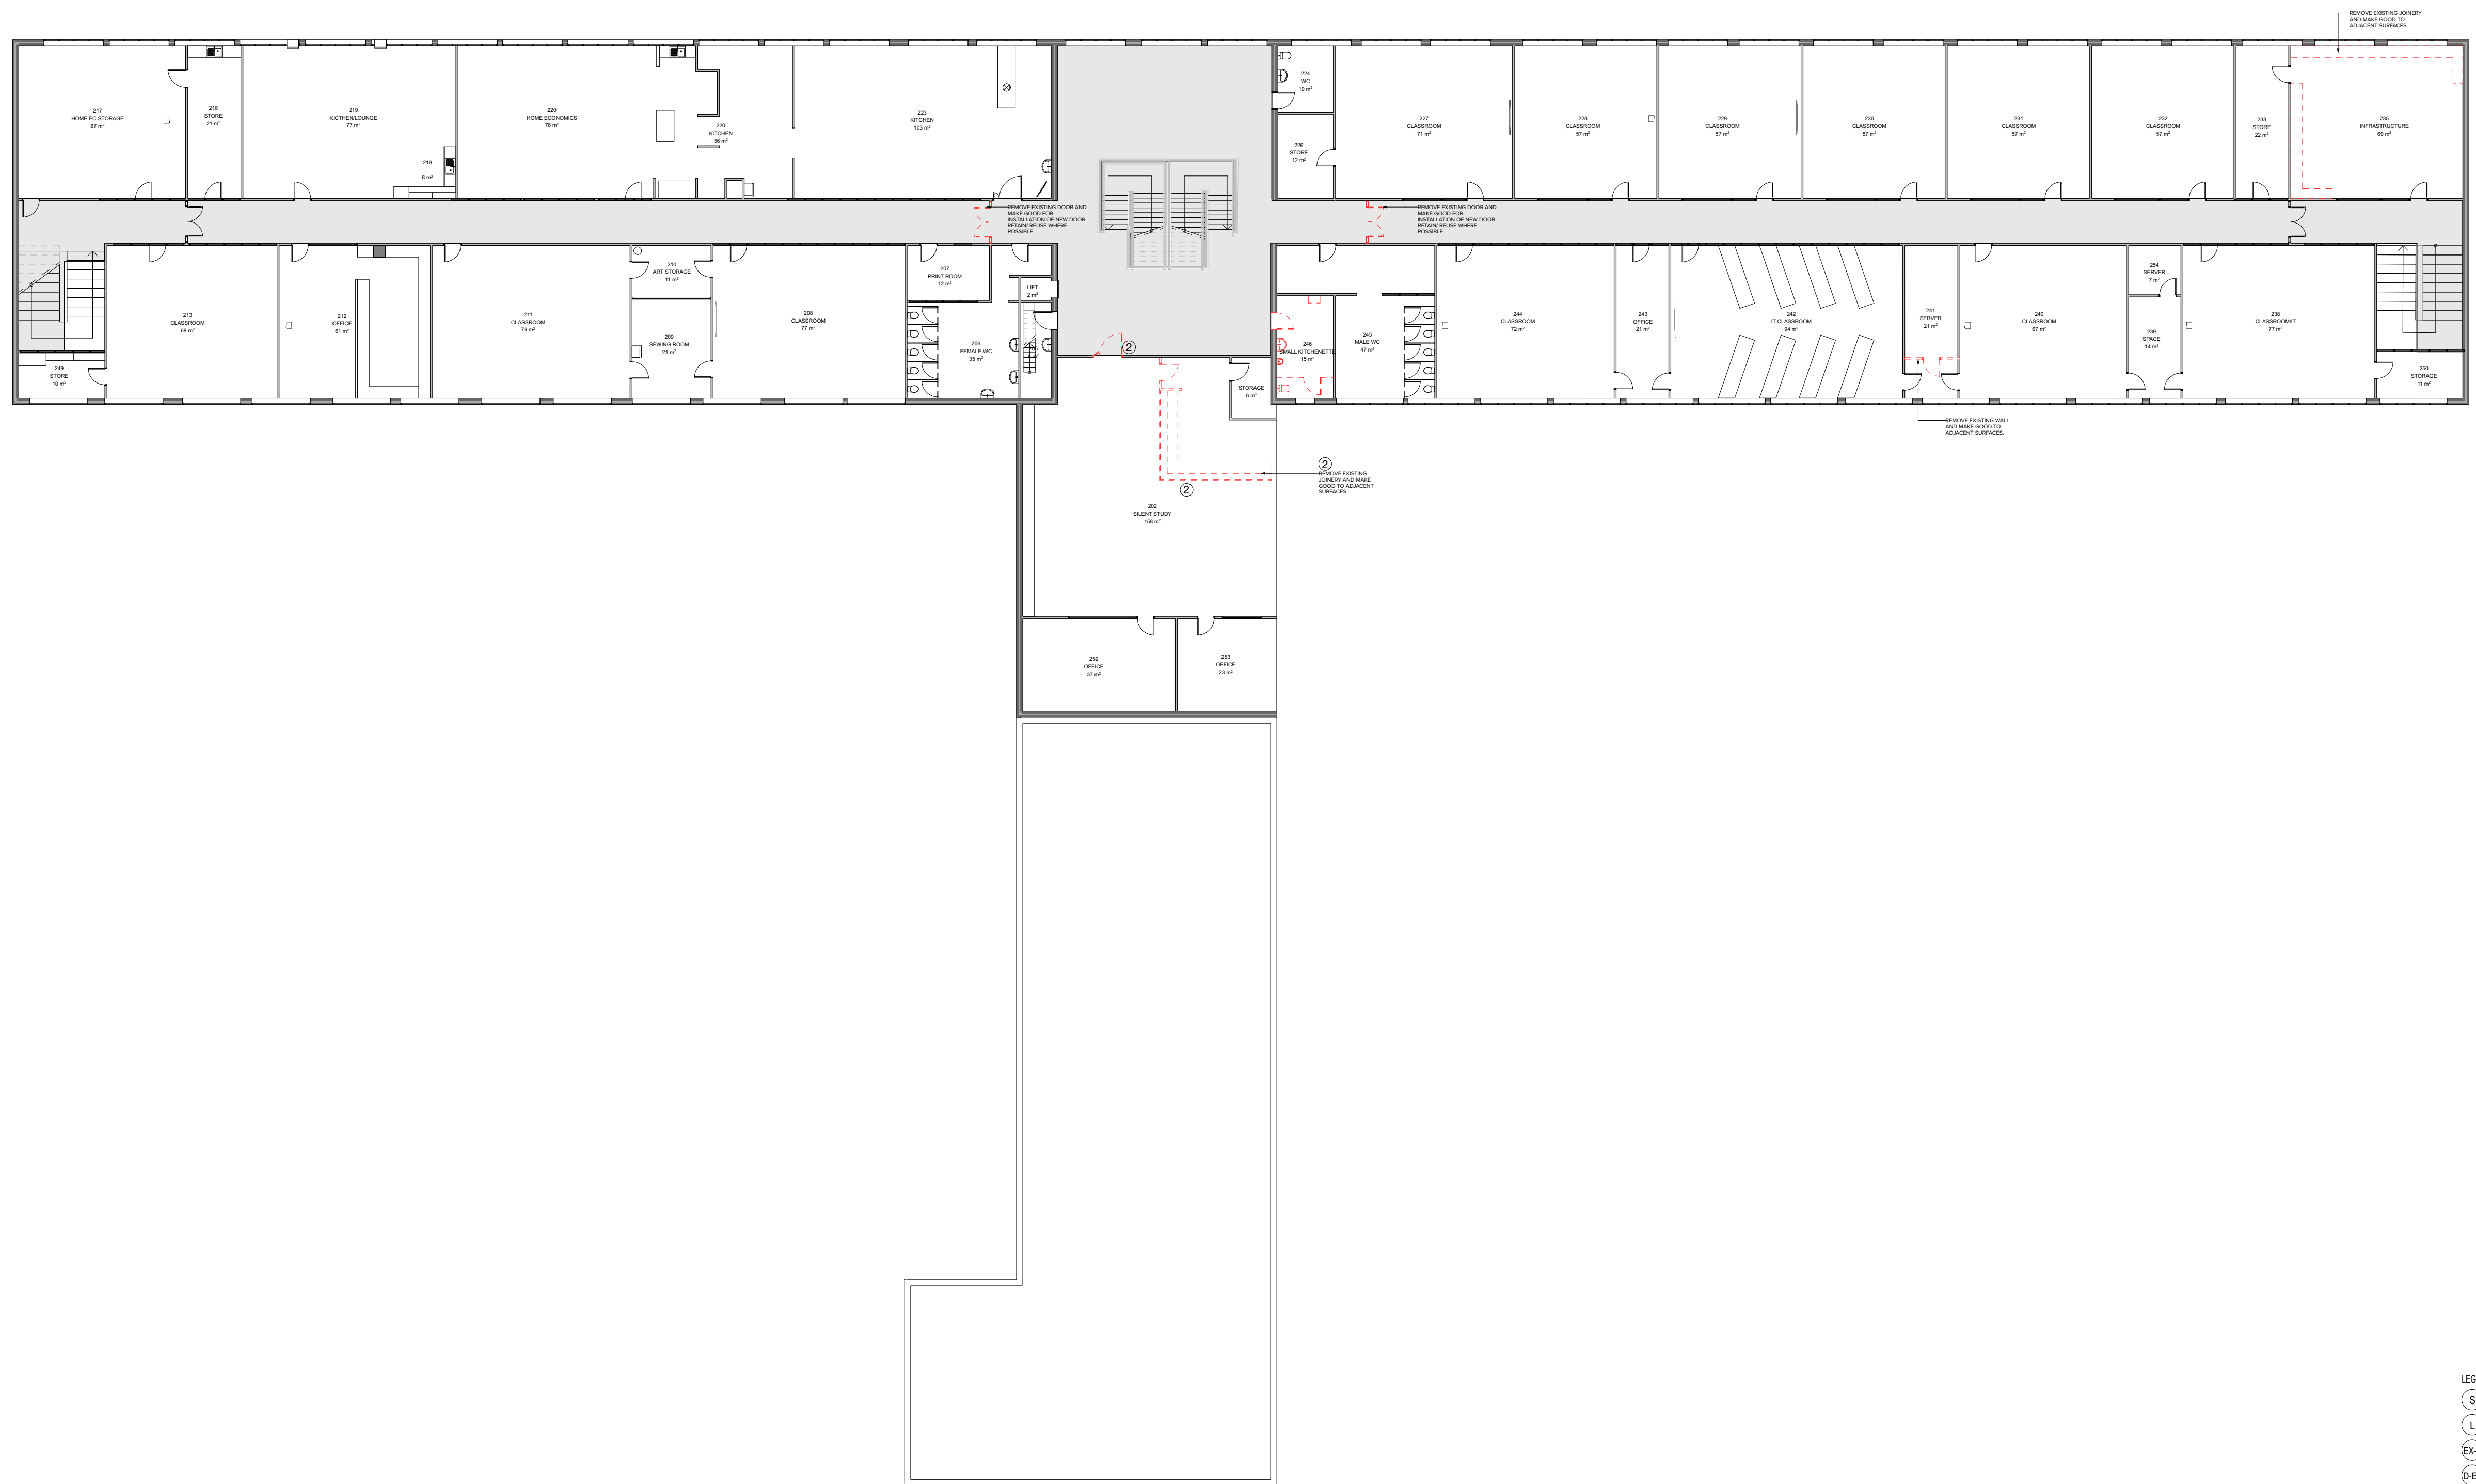 REMOVE EXISTING JOINERY
AND MAKE GOOD TO
ADJACENT SURFACES.
217
HOME EC STORAGE
67 m²
218
STORE
21 m²
219
KICTHEN/LOUNGE
77 m²
219
...
8 m²
220
HOME ECONOMICS
78 m²
220
KITCHEN
56 m²
223
KITCHEN
103 m²
224
WC
10 m²
226
STORE
12 m²
227
CLASSROOM
71 m²
228
CLASSROOM
57 m²
229
CLASSROOM
57 m²
230
CLASSROOM
57 m²
231
CLASSROOM
57 m²
232
CLASSROOM
57 m²
233
STORE
22 m²
235
INFRASTRUCTURE
69 m²
REMOVE EXISTING DOOR AND
MAKE GOOD FOR
INSTALLATION OF NEW DOOR.
RETAIN/ REUSE WHERE
POSSIBLE
REMOVE EXISTING DOOR AND
MAKE GOOD FOR
INSTALLATION OF NEW DOOR.
RETAIN/ REUSE WHERE
POSSIBLE
249
STORE
10 m²
213
CLASSROOM
68 m²
212
OFFICE
61 m²
211
CLASSROOM
79 m²
210
ART STORAGE
11 m²
209
SEWING ROOM
21 m²
208
CLASSROOM
77 m²
207
PRINT ROOM
12 m²
206
FEMALE WC
35 m²
LIFT
2 m²
2
STORAGE
6 m²
246
SMALL KITCHENETTE
15 m²
245
MALE WC
47 m²
244
CLASSROOM
72 m²
243
OFFICE
21 m²
242
IT CLASSROOM
94 m²
241
SERVER
21 m²
240
CLASSROOM
67 m²
254
SERVER
7 m²
239
SPACE
14 m²
238
CLASSROOM/IT
77 m²
250
STORAGE
11 m²
REMOVE EXISTING WALL
AND MAKE GOOD TO
ADJACENT SURFACES.
2
REMOVE EXISTING
JOINERY AND MAKE
GOOD TO ADJACENT
SURFACES.
2
202
SILENT STUDY
158 m²
252
OFFICE
37 m²
253
OFFICE
23 m²
LEG
S
L
EX-
D-E